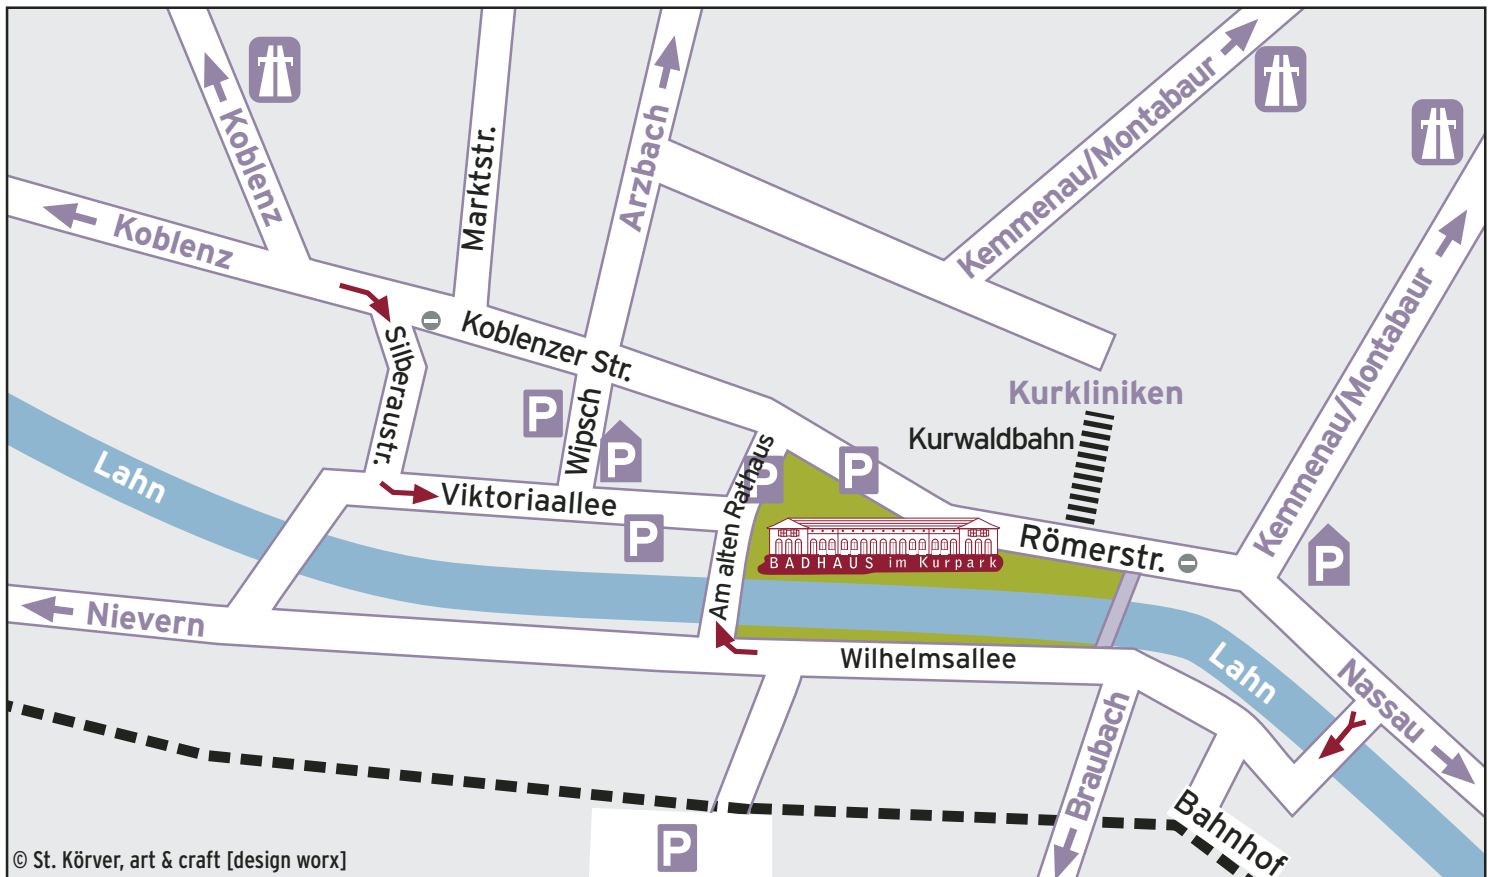 Koblenz
Koblenz
Marktstr.
Arzbach
Kemmenau/Montabaur
Kemmenau/Montabaur
Koblenzer Str.
Silberaustr.
Wipsch
P
P
P
P
P
P
P
Kurkliniken
Kurwaldbahn
Lahn
Viktoriaallee
Am alten Rathaus
BADHAUS im Kurpark
Römerstr.
Nievern
Wilhelmsallee
Lahn
Nassau
Braubach
Bahnhof
© St. Körver, art & craft [design worx]